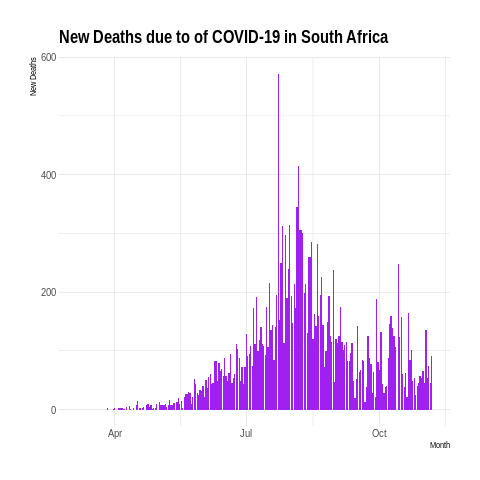 New Deaths due to of COVID-19 in South Africa
New Deaths
600
400
200
0
Apr
Jul
Oct
Month